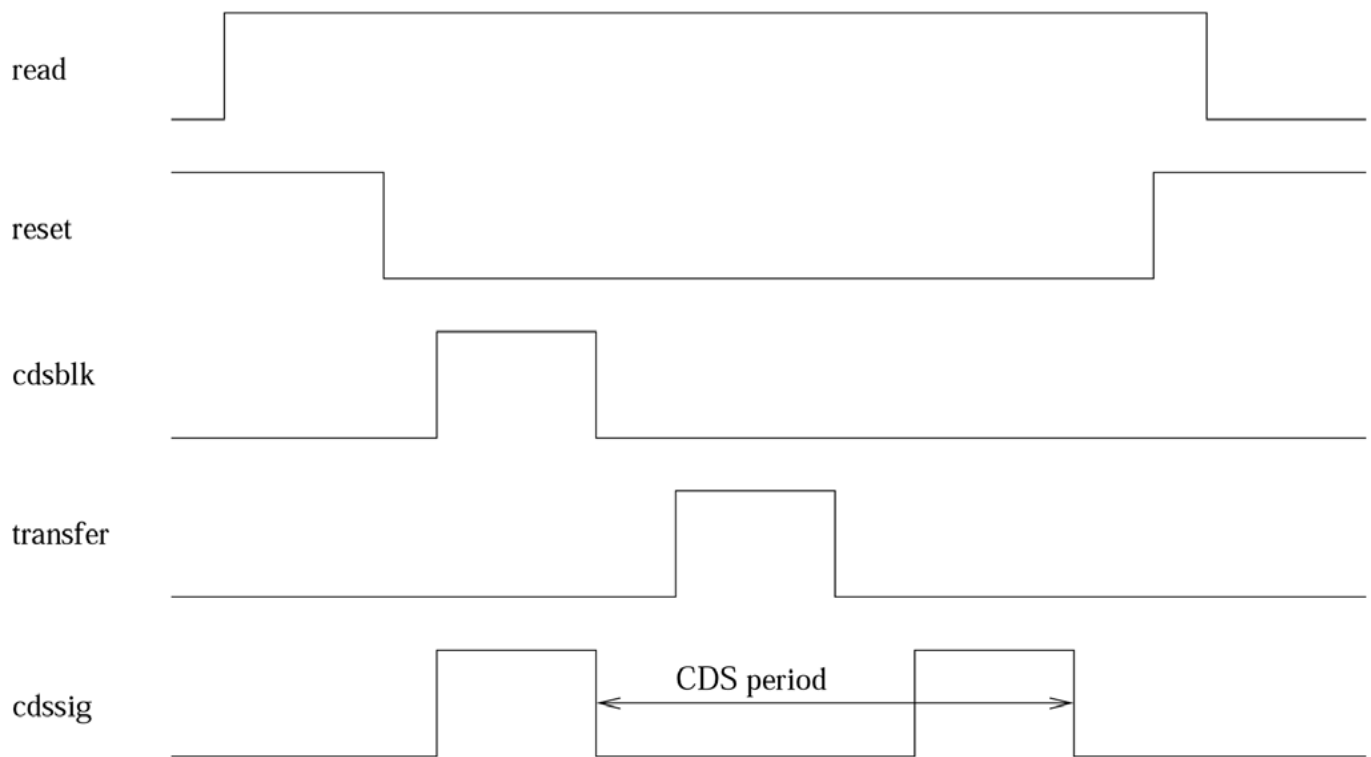 read
reset
cdsblk
transfer
CDS period
cdssig